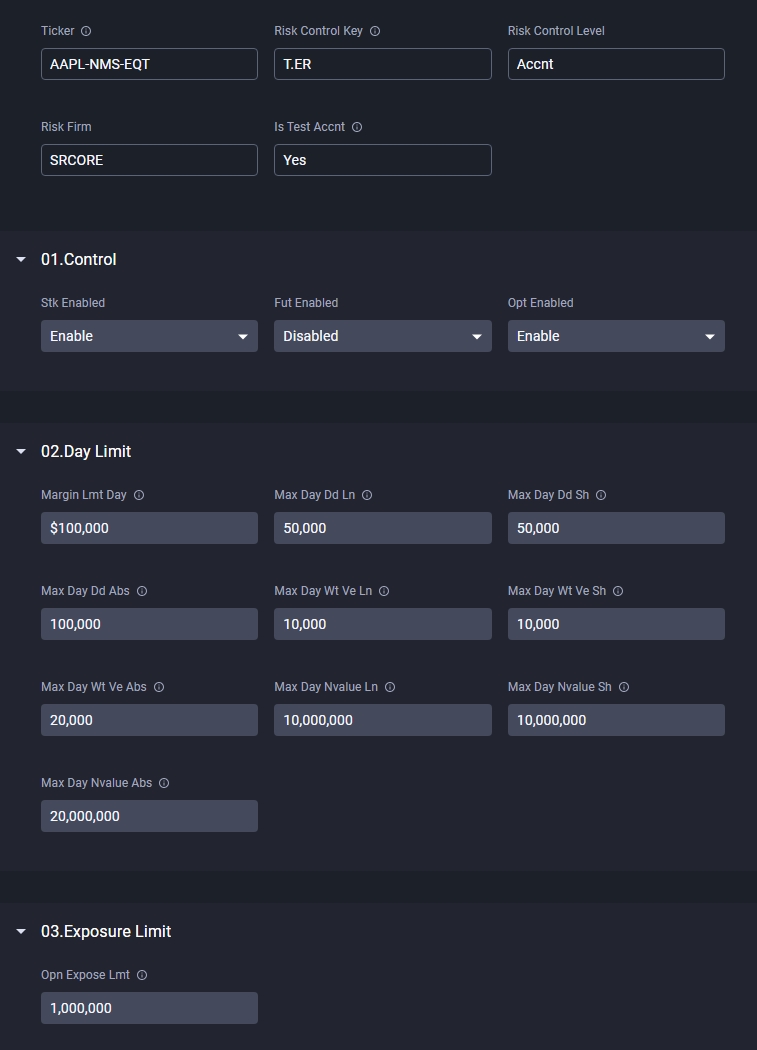 Ticker Risk Control Key Risk Control Level
AAPL-NMS-EQT T.ER Accnt
Risk Firm Is Test Accnt
SRCORE Yes
01.Control
Stk Enabled Fut Enabled Opt Enabled
Enable Disabled Enable
02.Day Limit
Margin Lmt Day Max Day Dd Ln Max Day Dd Sh
$100,000 50,000 50,000
Max Day Dd Abs Max Day Wt Ve Ln Max Day Wt Ve Sh
100,000 10,000 10,000
Max Day Wt Ve Abs Max Day Nvalue Ln Max Day Nvalue Sh
20,000 10,000,000 10,000,000
Max Day Nvalue Abs
20,000,000
03.Exposure Limit
Opn Expose Lmt
1,000,000